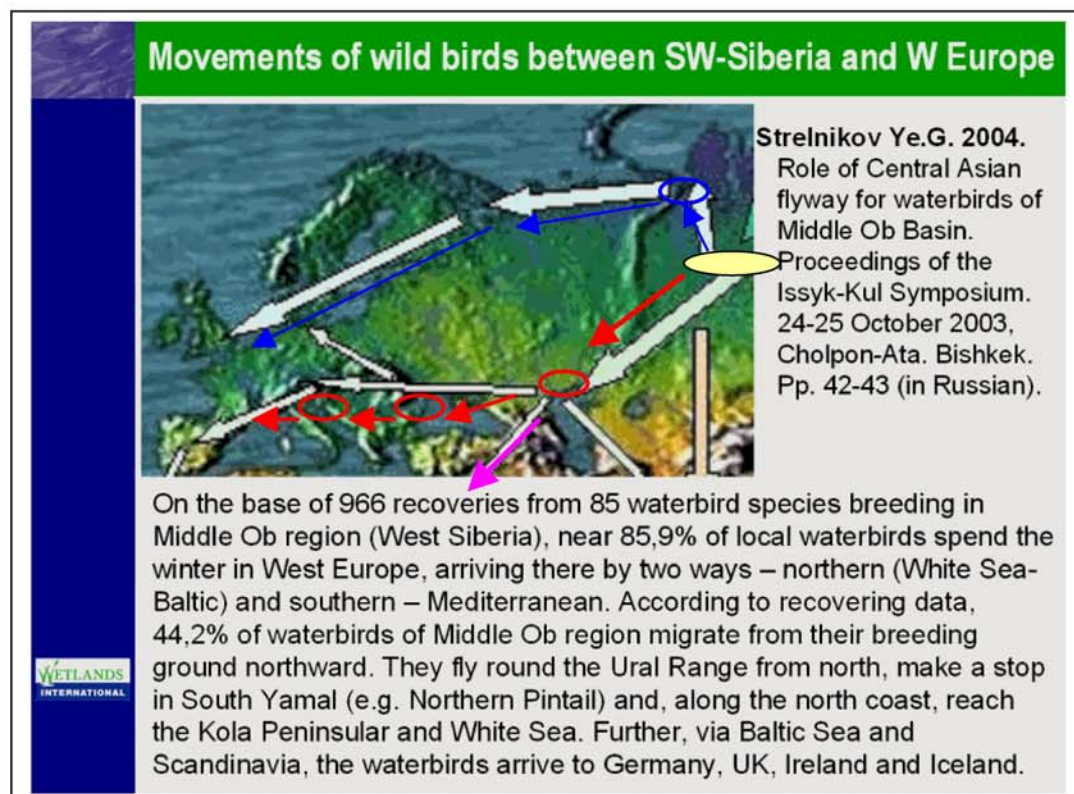 Movements of wild birds between SW-Siberia and W Europe
Strelnikov Ye.G. 2004.
Role of Central Asian
flyway for waterbirds of
Middle Ob Basin.
Proceedings of the
Issyk-Kul Symposium.
24-25 October 2003,
Cholpon-Ata. Bishkek.
Pp. 42-43 (in Russian).
On the base of 966 recoveries from 85 waterbird species breeding in
Middle Ob region (West Siberia), near 85,9% of local waterbirds spend the
winter in West Europe, arriving there by two ways – northern (White Sea-
Baltic) and southern – Mediterranean. According to recovering data,
44,2% of waterbirds of Middle Ob region migrate from their breeding
ground northward. They fly round the Ural Range from north, make a stop
in South Yamal (e.g. Northern Pintail) and, along the north coast, reach
the Kola Peninsular and White Sea. Further, via Baltic Sea and
Scandinavia, the waterbirds arrive to Germany, UK, Ireland and Iceland.
WETLANDS
INTERNATIONAL